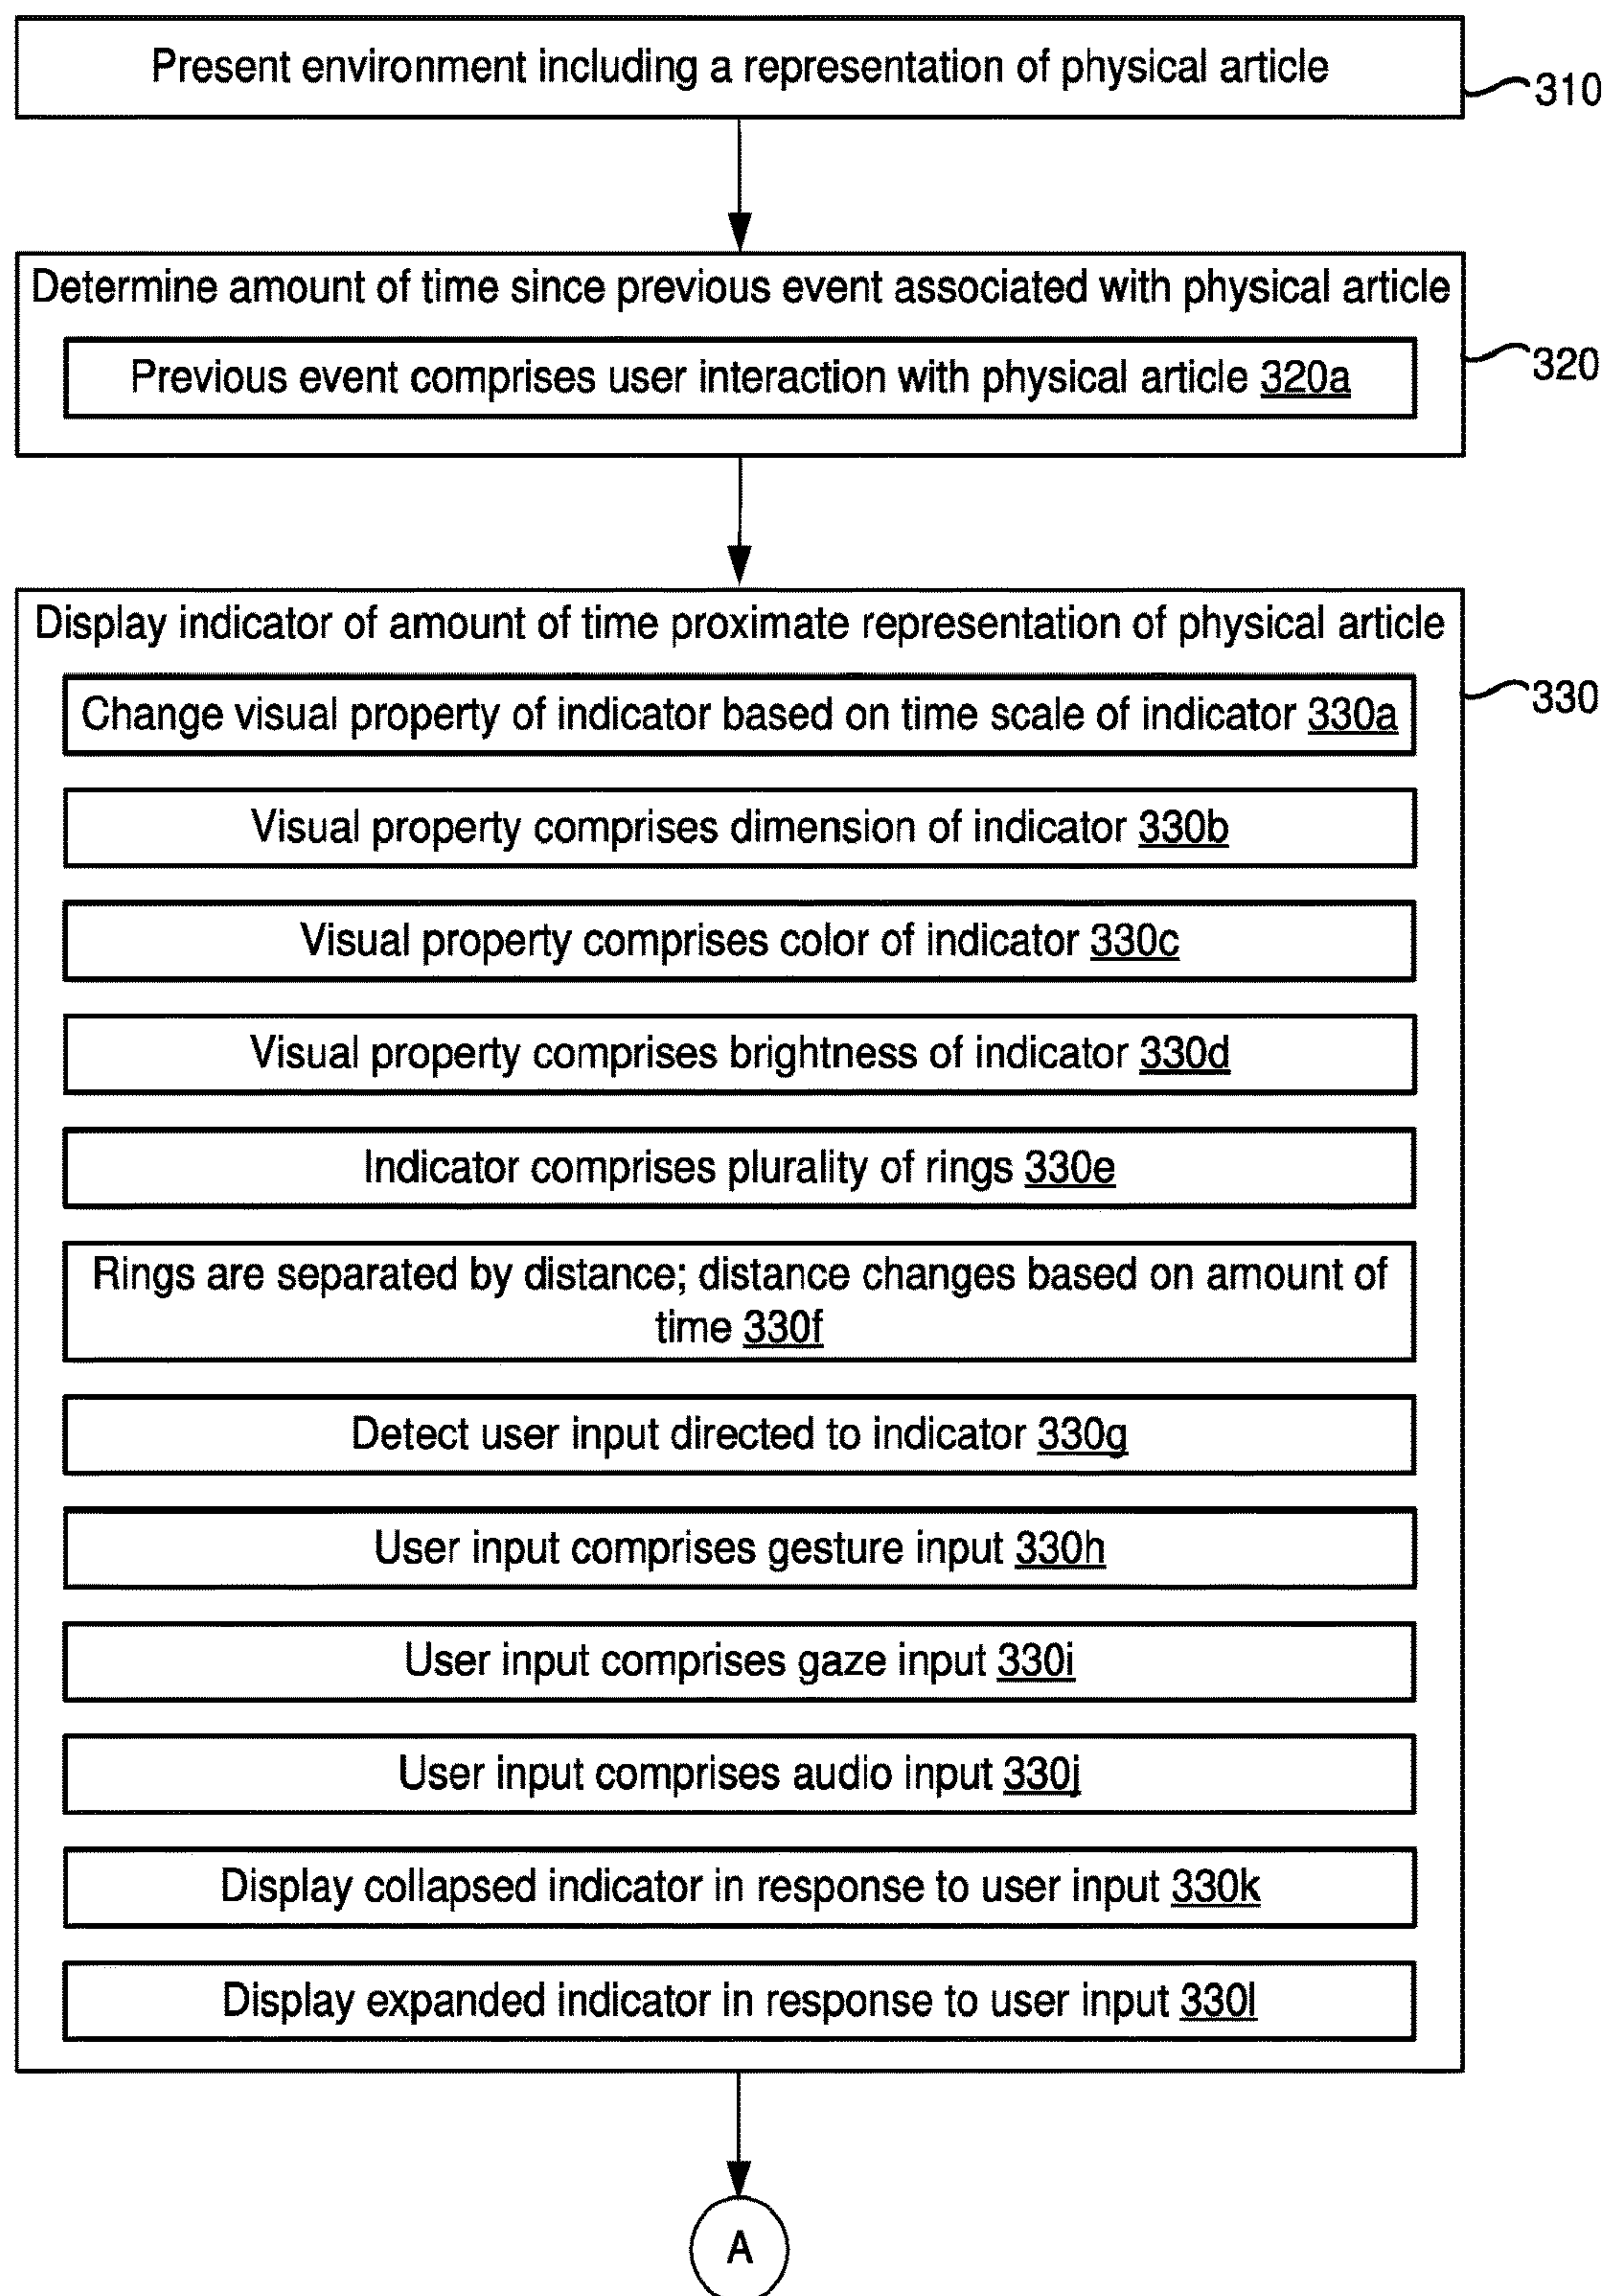 Present environment including a representation of physical article
310
Determine amount of time since previous event associated with physical article
Previous event comprises user interaction with physical article 320a
320
Display indicator of amount of time proximate representation of physical article
Change visual property of indicator based on time scale of indicator 330a
330
Visual property comprises dimension of indicator 330b
Visual property comprises color of indicator 330c
Visual property comprises brightness of indicator 330d
Indicator comprises plurality of rings 330e
Rings are separated by distance; distance changes based on amount of
time 330f
Detect user input directed to indicator 330g
User input comprises gesture input 330h
User input comprises gaze input 330i
User input comprises audio input 330j
Display collapsed indicator in response to user input 330k
Display expanded indicator in response to user input 330l
A